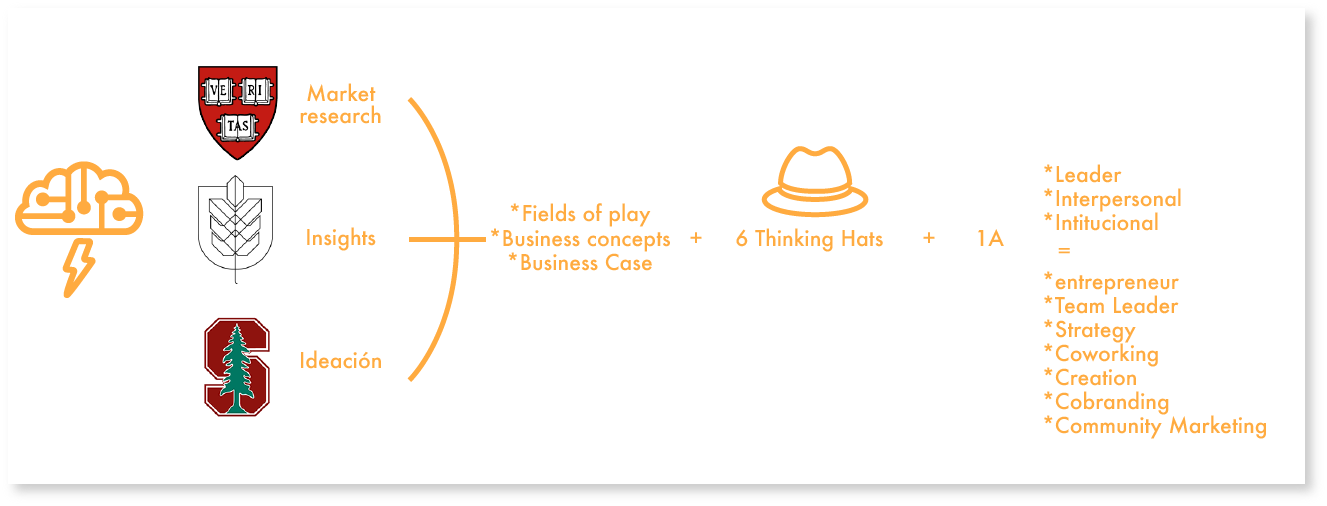 VE RI
TAS
Market
research
Insights
Ideación
*Fields of play
*Business concepts
*Business Case
+
6 Thinking Hats
+
1A
*Leader
*Interpersonal
*Intitucional
=
*entrepreneur
*Team Leader
*Strategy
*Coworking
*Creation
*Cobranding
*Community Marketing
S